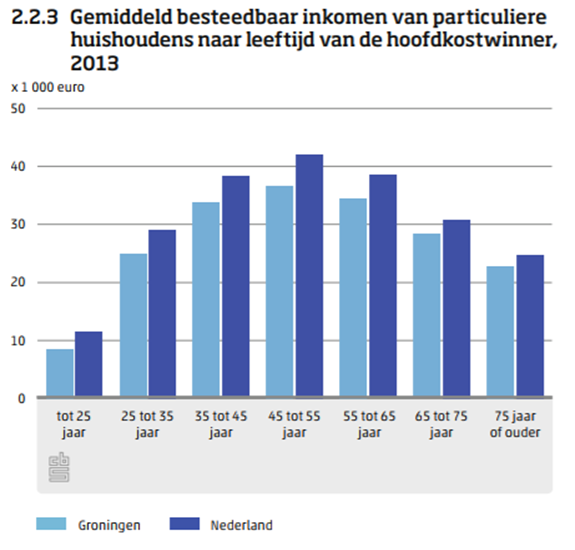 2.2.3 Gemiddeld besteedbaar inkomen van particuliere
huishoudens naar leeftijd van de hoofdkostwinner,
2013
x 1 000 euro
50
40
30
20
10
0
tot 25 25 tot 35 35 tot 45 45 tot 55 55 tot 65 65 tot 75 75 jaar
jaar jaar jaar jaar jaar jaar of ouder
Groningen Nederland